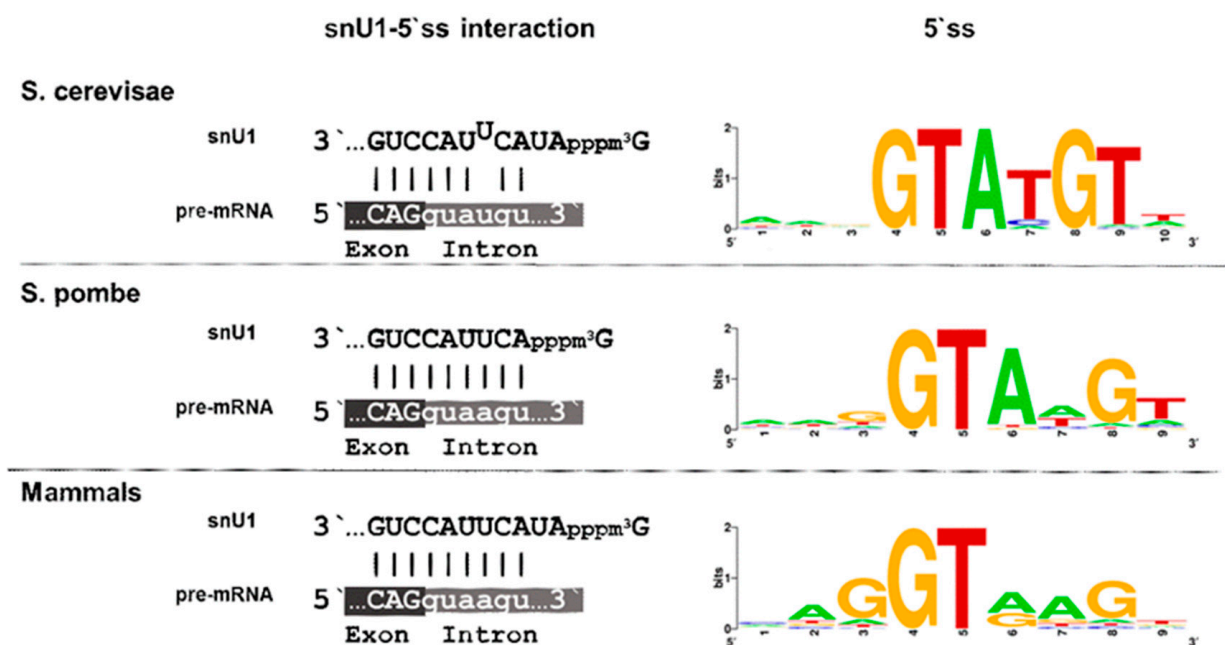 snU1-5`ss interaction 5`ss
S. cerevisae
snU1 3`...GUCCAUUCAUApppm³G
pre-mRNA 5`...CAGguaugu...3`
Exon Intron
bits
2
1
0
GTATGT
5´ 1 2 3 4 5 6 7 8 9 10 3´
S. pombe
snU1 3`...GUCCAUUCApppm³G
pre-mRNA 5`...CAGguaagu...3`
Exon Intron
bits
2
1
0
GGTAAGT
5´ 1 2 3 4 5 6 7 8 9 3´
Mammals
snU1 3`...GUCCAUUCAUApppm³G
pre-mRNA 5`...CAGguaagu...3`
Exon Intron
bits
2
1
0
AGGTAAG
5´ 1 2 3 4 5 6 7 8 9 3´